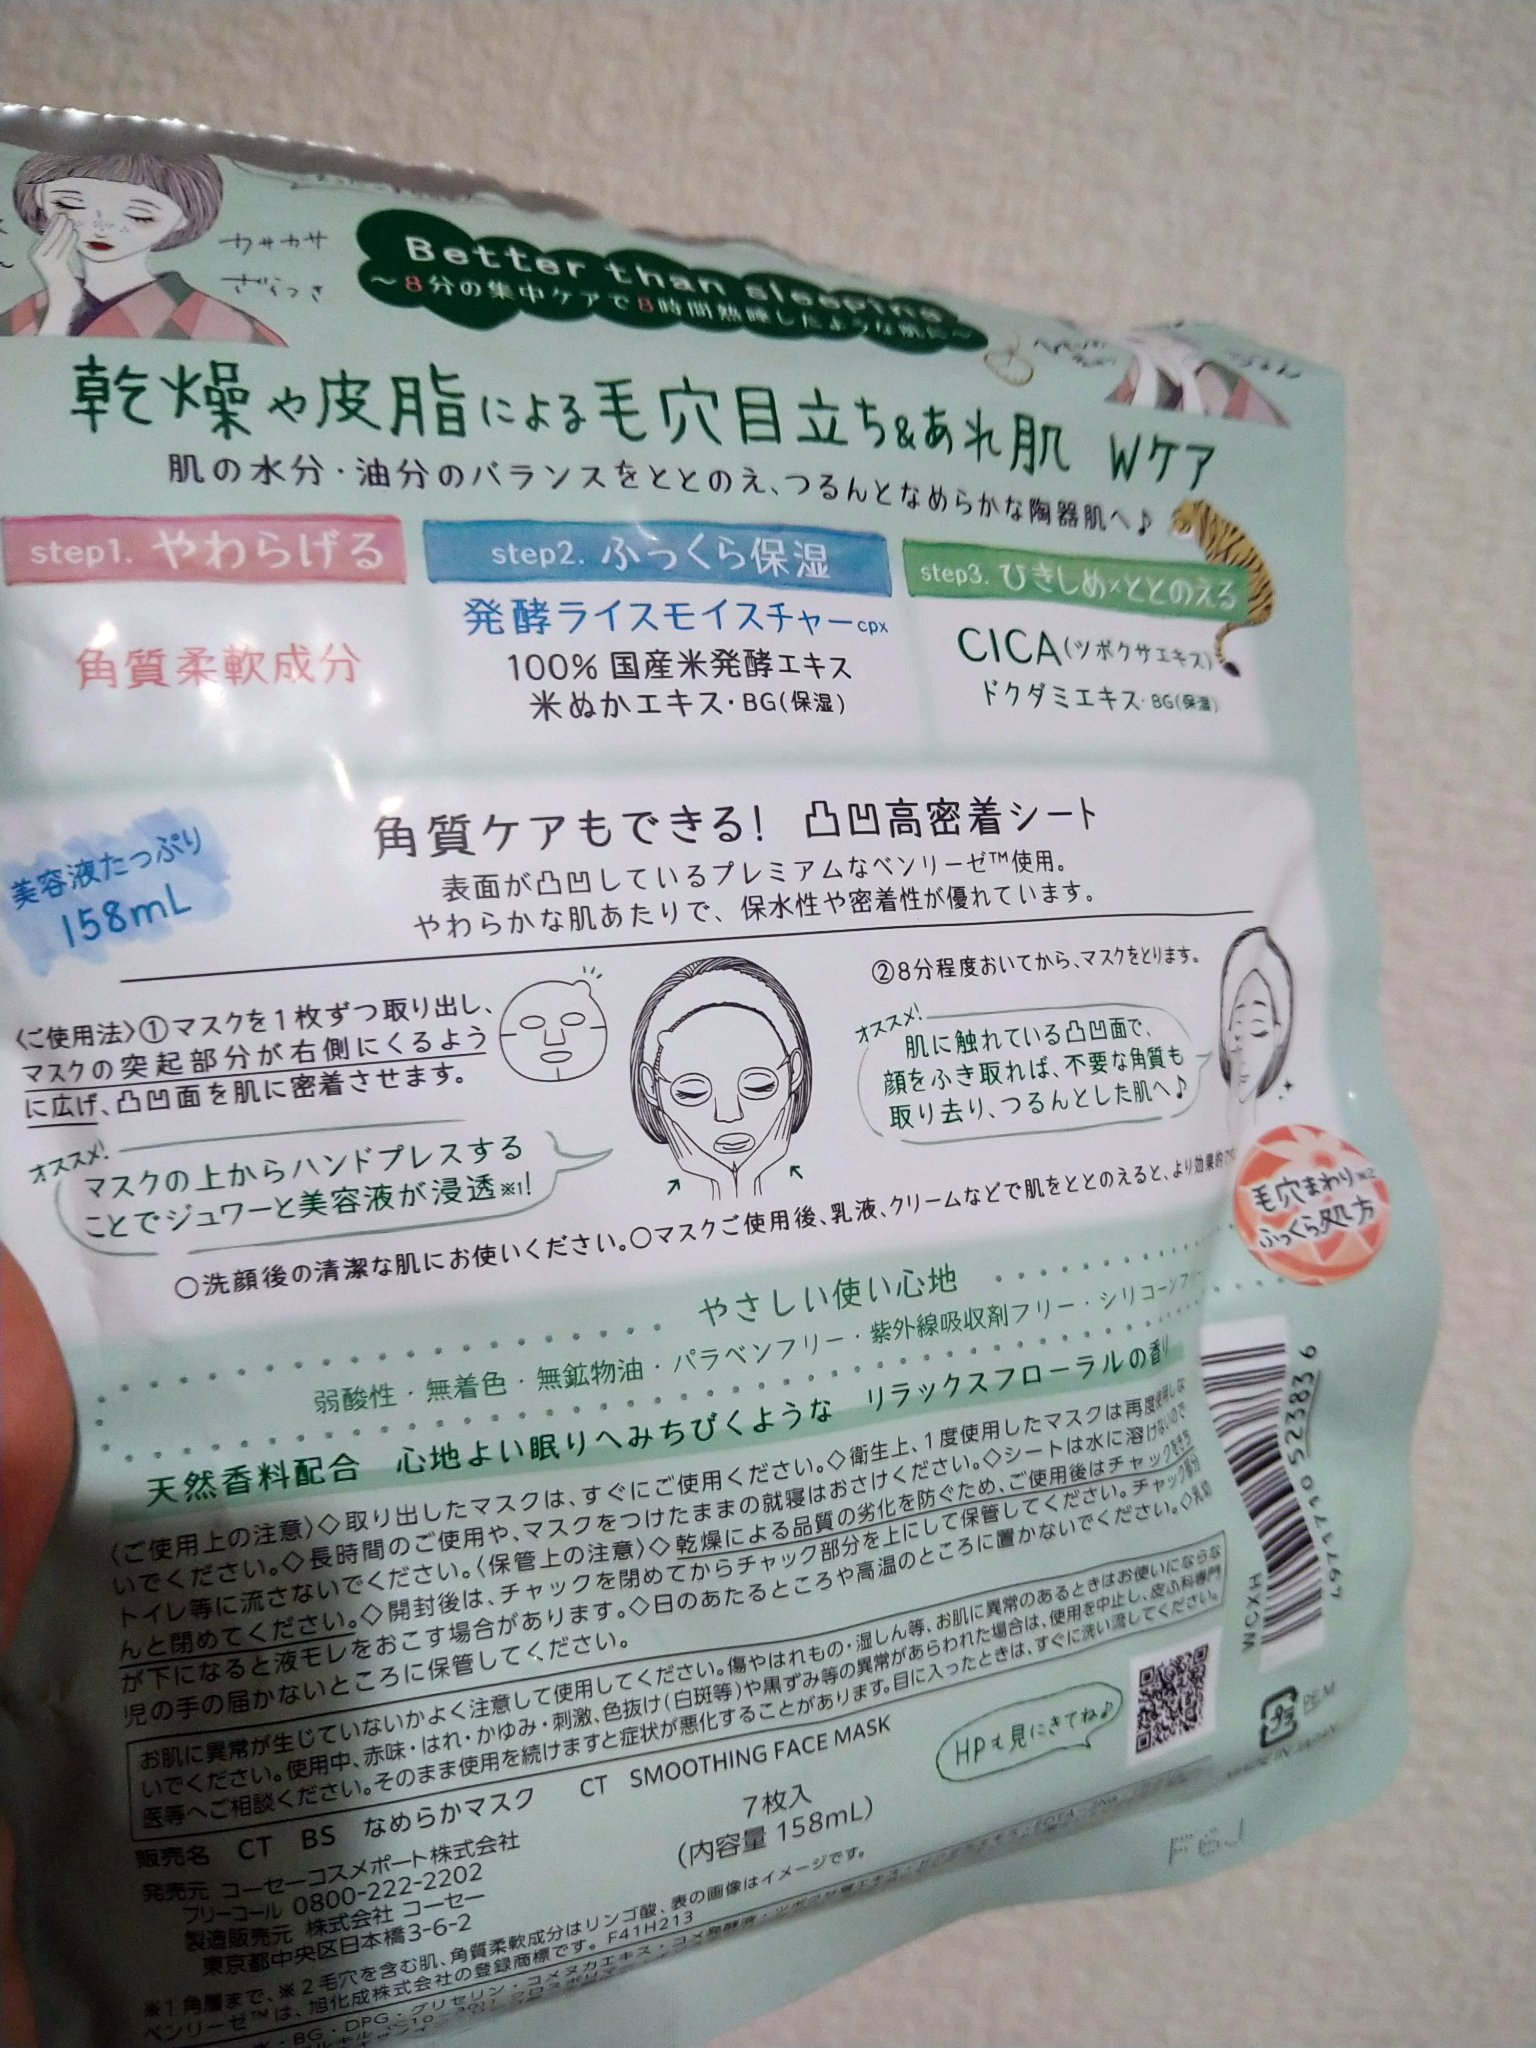 カサカサ
ざらつき
Better than sleeping
～8分の集中ケアで8時間熟睡したような肌に～
乾燥や皮脂による毛穴目立ち&あれ肌 Wケア
肌の水分・油分のバランスをととのえ、つるんとなめらかな陶器肌へ♪
step1. やわらげる
角質柔軟成分
step2. ふっくら保湿
発酵ライスモイスチャーcpx
100% 国産米発酵エキス
米ぬかエキス・BG(保湿)
step3. ひきしめ×ととのえる
CICA(ツボクサエキス)
ドクダミエキス・BG(保湿)
美容液たっぷり
158mL
角質ケアもできる! 凸凹高密着シート
表面が凸凹しているプレミアムなベンリーゼ™使用。
やわらかな肌あたりで、保水性や密着性が優れています。
〈ご使用法〉①マスクを1枚ずつ取り出し、
マスクの突起部分が右側にくるよう
に広げ、凸凹面を肌に密着させます。
オススメ!
マスクの上からハンドプレスする
ことでジュワーと美容液が浸透※1!
②8分程度おいてから、マスクをとります。
オススメ!
肌に触れている凸凹面で、
顔をふき取れば、不要な角質も
取り去り、つるんとした肌へ♪
○洗顔後の清潔な肌にお使いください。○マスクご使用後、乳液、クリームなどで肌をととのえると、より効果的
毛穴まわり※2
ふっくら処方
やさしい使い心地
弱酸性・無着色・無鉱物油・パラベンフリー・紫外線吸収剤フリー・シリコーンフリー
天然香料配合 心地よい眠りへみちびくような リラックスフローラルの香り
〈ご使用上の注意〉◇取り出したマスクは、すぐにご使用ください。◇衛生上、1度使用したマスクは再度使用しな
いでください。◇長時間のご使用や、マスクをつけたままの就寝はおさけください。◇シートは水に溶けないので
トイレ等に流さないでください。〈保管上の注意〉◇乾燥による品質の劣化を防ぐため、ご使用後はチャックをきち
んと閉めてください。◇開封後は、チャックを閉めてからチャック部分を上にして保管してください。チャック部分
が下になると液モレをおこす場合があります。◇日のあたるところや高温のところに置かないでください。◇乳幼
児の手の届かないところに保管してください。
お肌に異常が生じていないかよく注意して使用してください。傷やはれもの・湿しん等、お肌に異常のあるときはお使いにならな
いでください。使用中、赤味・はれ・かゆみ・刺激、色抜け(白斑等)や黒ずみ等の異常があらわれた場合は、使用を中止し、皮ふ科専門
医等へご相談ください。そのまま使用を続けますと症状が悪化することがあります。目に入ったときは、すぐに洗い流してください。
販売名 CT BS なめらかマスク CT SMOOTHING FACE MASK
発売元 コーセーコスメポート株式会社
フリーコール 0800-222-2202
製造販売元 株式会社 コーセー
東京都中央区日本橋3-6-2
7枚入
(内容量 158mL)
HPも見にきてね♪
WCXH
4 971710 523836
プラ
F6J
※1 角層まで、※2 毛穴を含む肌、角質柔軟成分はリンゴ酸、表の画像はイメージです。
ベンリーゼ™は、旭化成株式会社の登録商標です。 F41H213
BG・DPG・グリセリン・コメヌカエキス・コメ発酵液